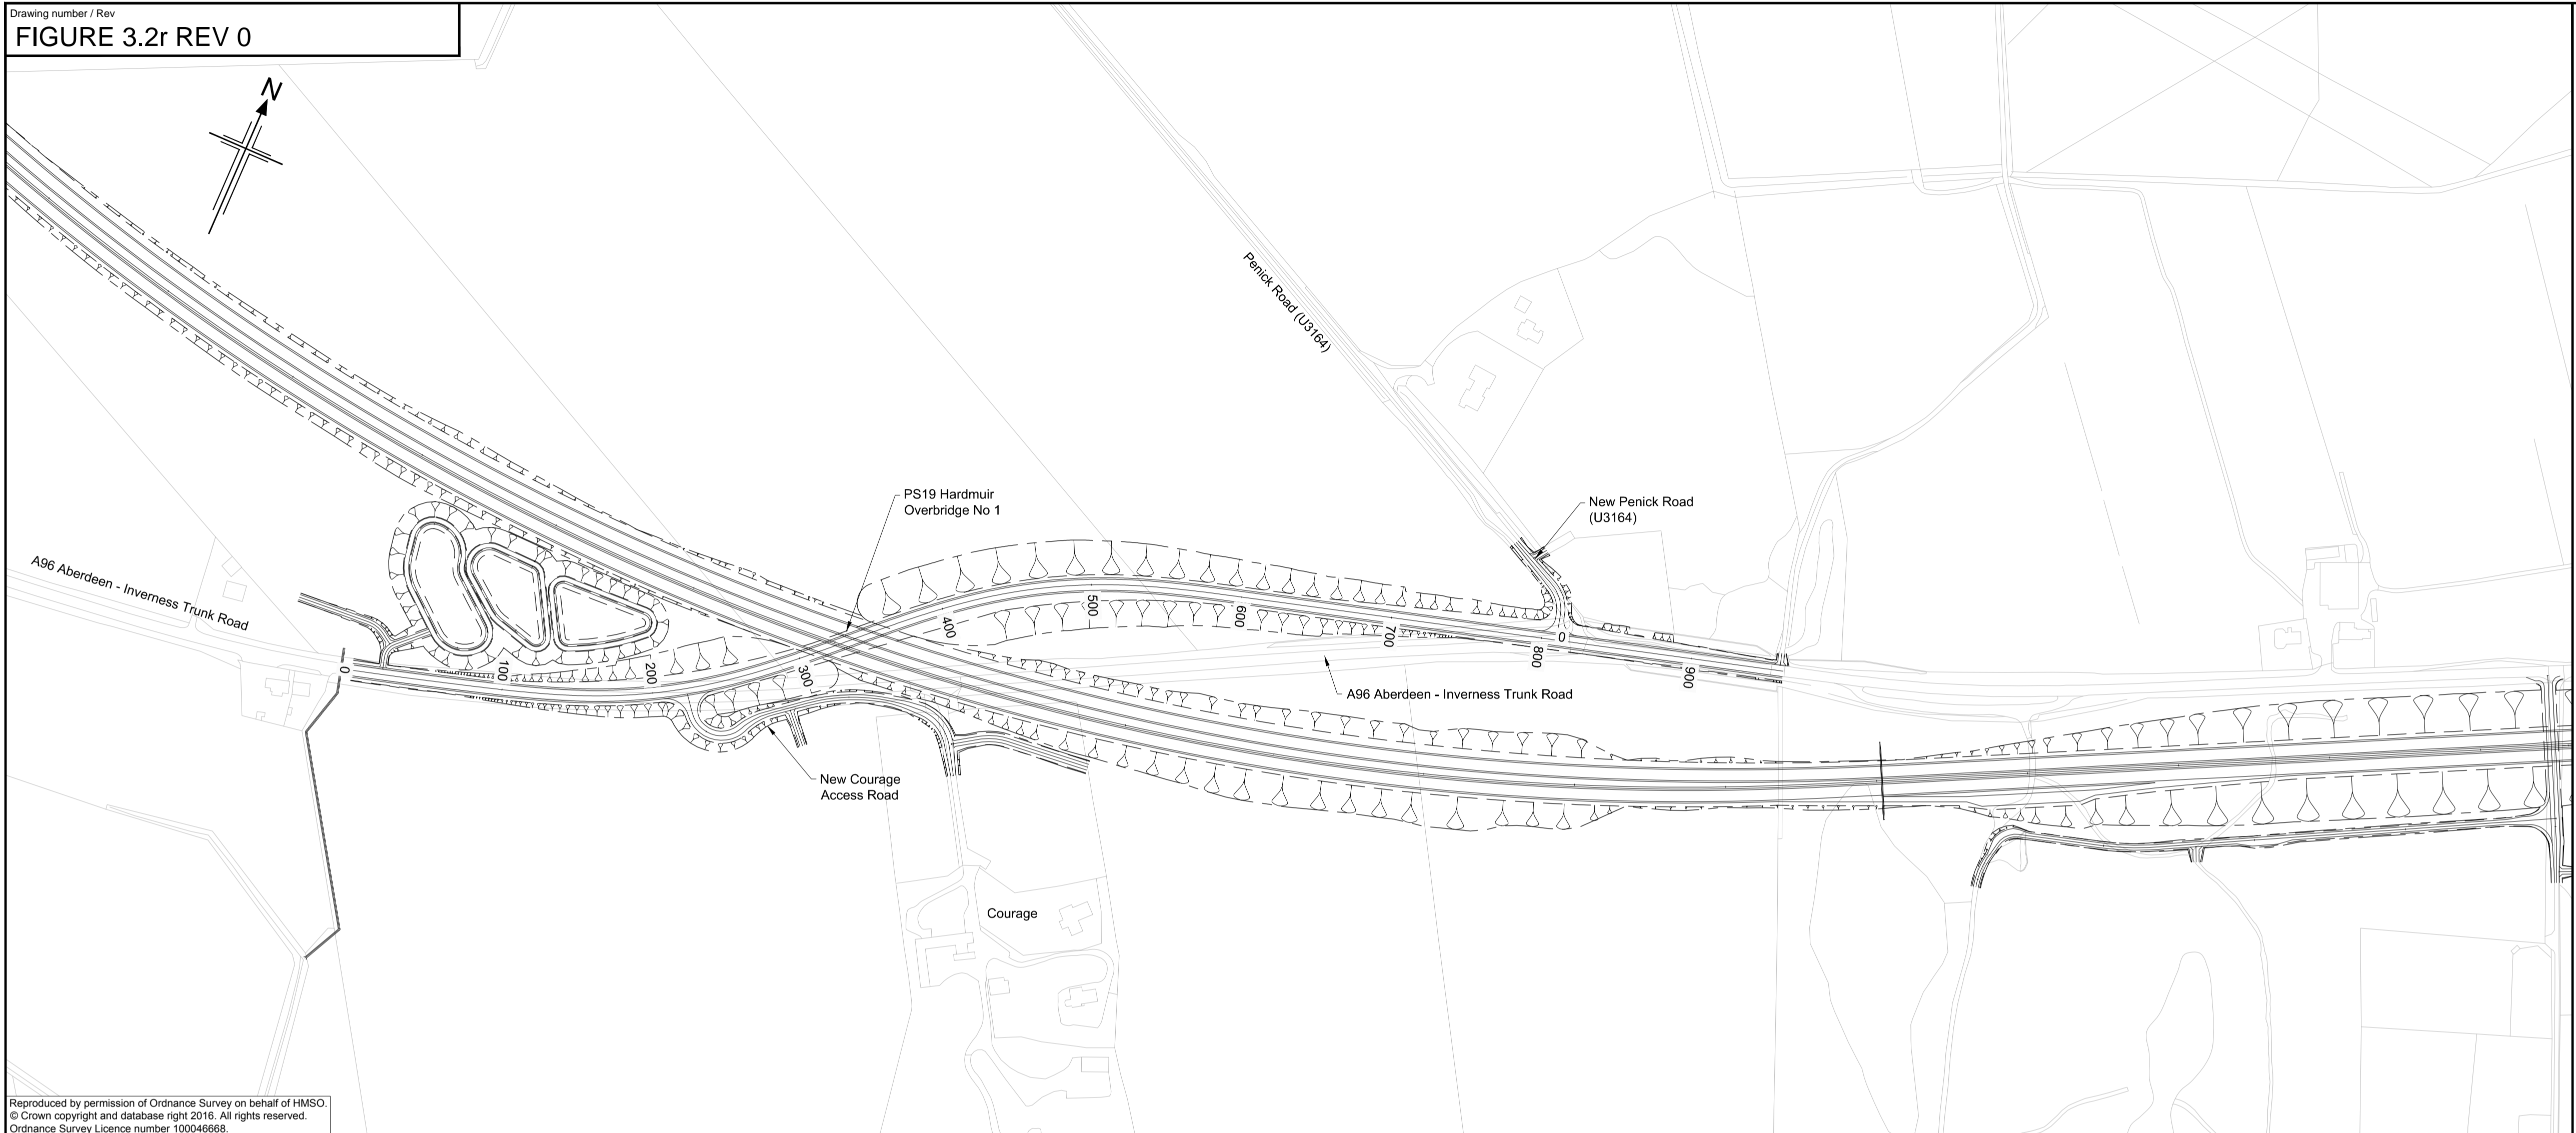 Drawing number / Rev
FIGURE 3.2r REV 0
N
Penick Road (U3164)
PS19 Hardmuir
Overbridge No 1
New Penick Road
(U3164)
A96 Aberdeen - Inverness Trunk Road
0
100
200
300
400
500
600
700
800
900
0
A96 Aberdeen - Inverness Trunk Road
New Courage
Access Road
Courage
Reproduced by permission of Ordnance Survey on behalf of HMSO.
© Crown copyright and database right 2016. All rights reserved.
Ordnance Survey Licence number 100046668.